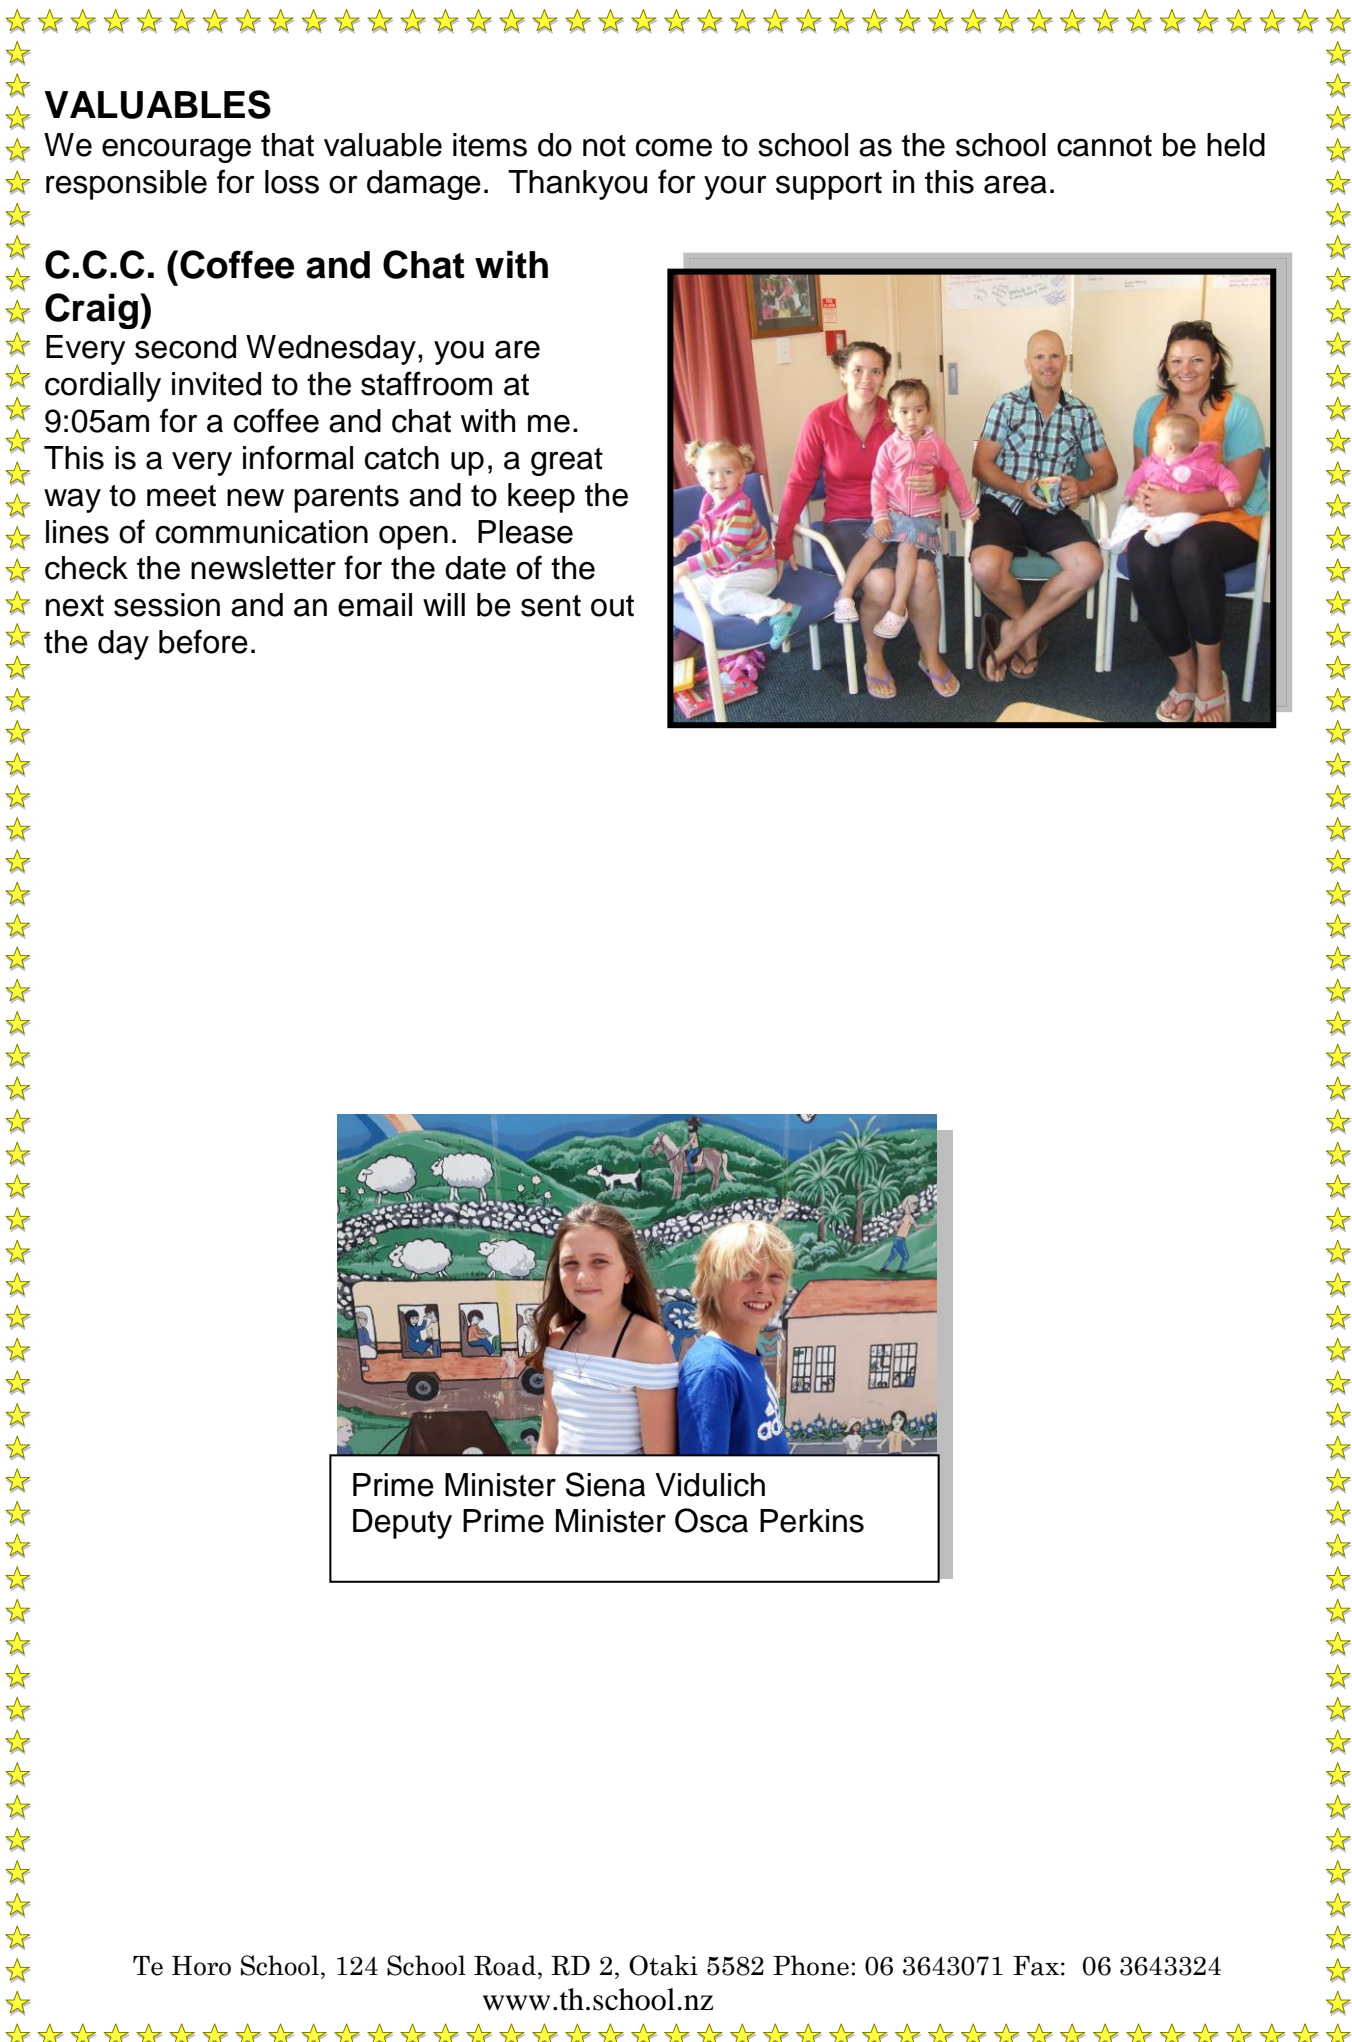 VALUABLES
We encourage that valuable items do not come to school as the school cannot be held
responsible for loss or damage.  Thankyou for your support in this area.
C.C.C. (Coffee and Chat with
Craig)
Every second Wednesday, you are
cordially invited to the staffroom at
9:05am for a coffee and chat with me.
This is a very informal catch up, a great
way to meet new parents and to keep the
lines of communication open.  Please
check the newsletter for the date of the
next session and an email will be sent out
the day before.
Prime Minister Siena Vidulich
Deputy Prime Minister Osca Perkins
Te Horo School, 124 School Road, RD 2, Otaki 5582 Phone: 06 3643071 Fax:  06 3643324
www.th.school.nz